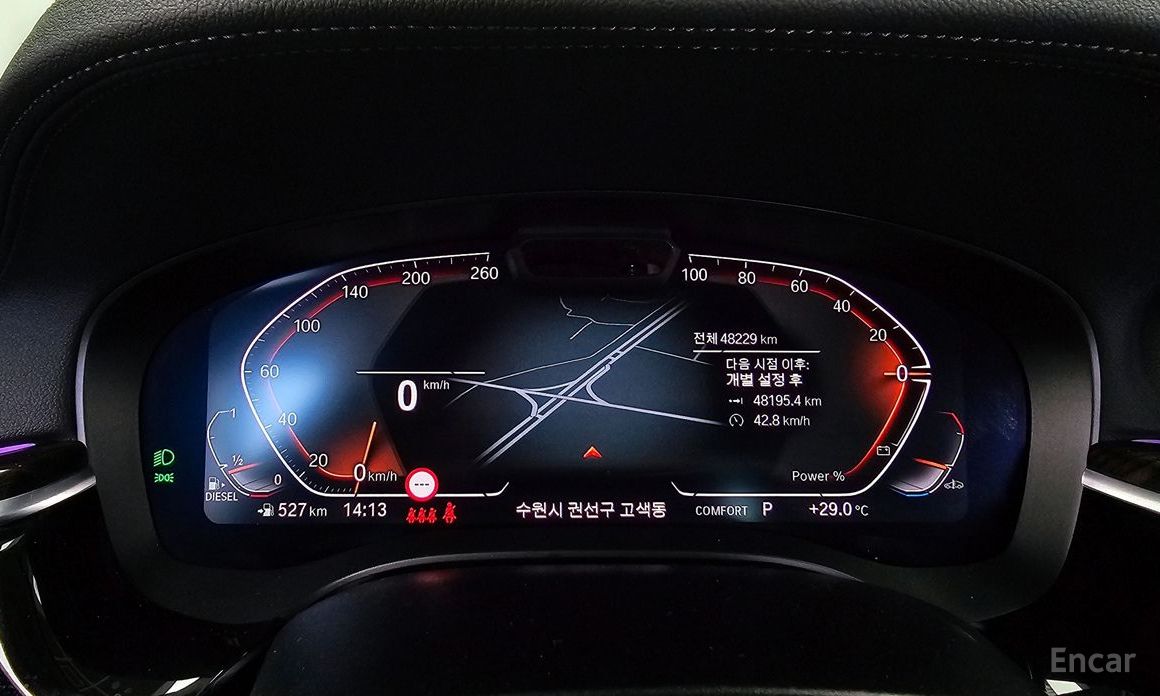 260
200
140
100
60
40
20
0 km/h
0 km/h
100
80
60
40
20
0
Power %
전체 48229 km
다음 시점 이후:
개별 설정 후
48195.4 km
42.8 km/h
1
1/2
0
DIESEL
527 km 14:13
---
수원시 권선구 고색동
COMFORT P +29.0 °C
Encar